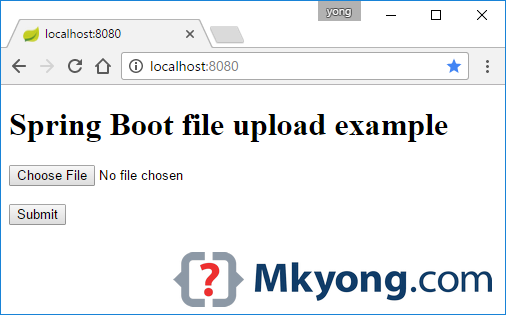 yong
localhost:8080
localhost:8080
Spring Boot file upload example
Choose File No file chosen
Submit
{?} Mkyong.com